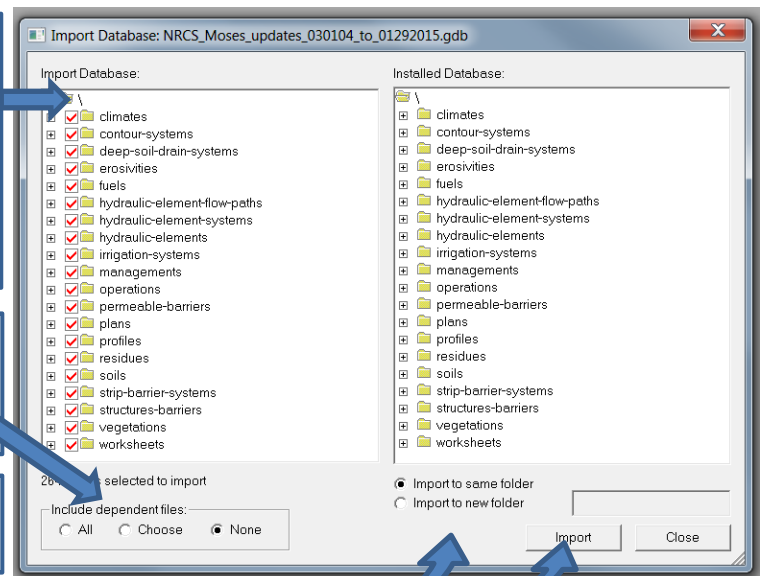 Import Database: NRCS_Moses_updates_030104_to_01292015.gdb
Import Database:
\
climates
contour-systems
deep-soil-drain-systems
erosivities
fuels
hydraulic-element-flow-paths
hydraulic-element-systems
hydraulic-elements
irrigation-systems
managements
operations
permeable-barriers
plans
profiles
residues
soils
strip-barrier-systems
structures-barriers
vegetations
worksheets
selected to import
Include dependent files:
All Choose None
Installed Database:
\
climates
contour-systems
deep-soil-drain-systems
erosivities
fuels
hydraulic-element-flow-paths
hydraulic-element-systems
hydraulic-elements
irrigation-systems
managements
operations
permeable-barriers
plans
profiles
residues
soils
strip-barrier-systems
structures-barriers
vegetations
worksheets
Import to same folder
Import to new folder
Import Close